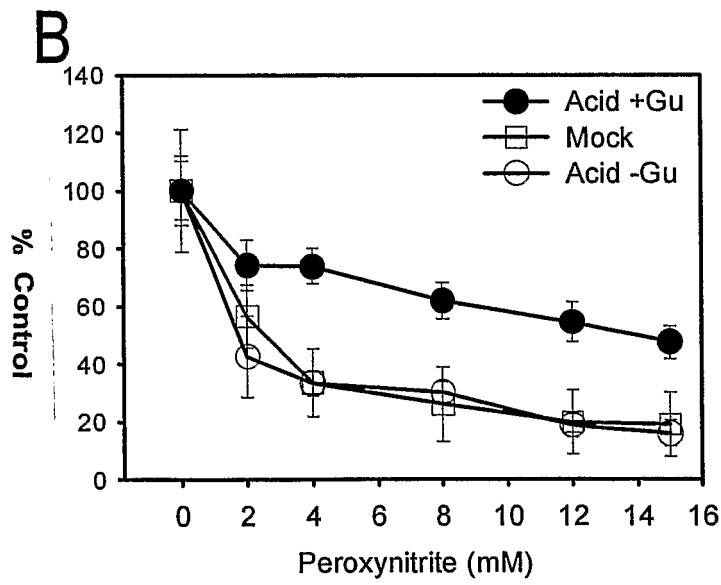 B
140
120
100
80
60
40
20
0
% Control
Acid +Gu
Mock
Acid -Gu
0 2 4 6 8 10 12 14 16
Peroxynitrite (mM)